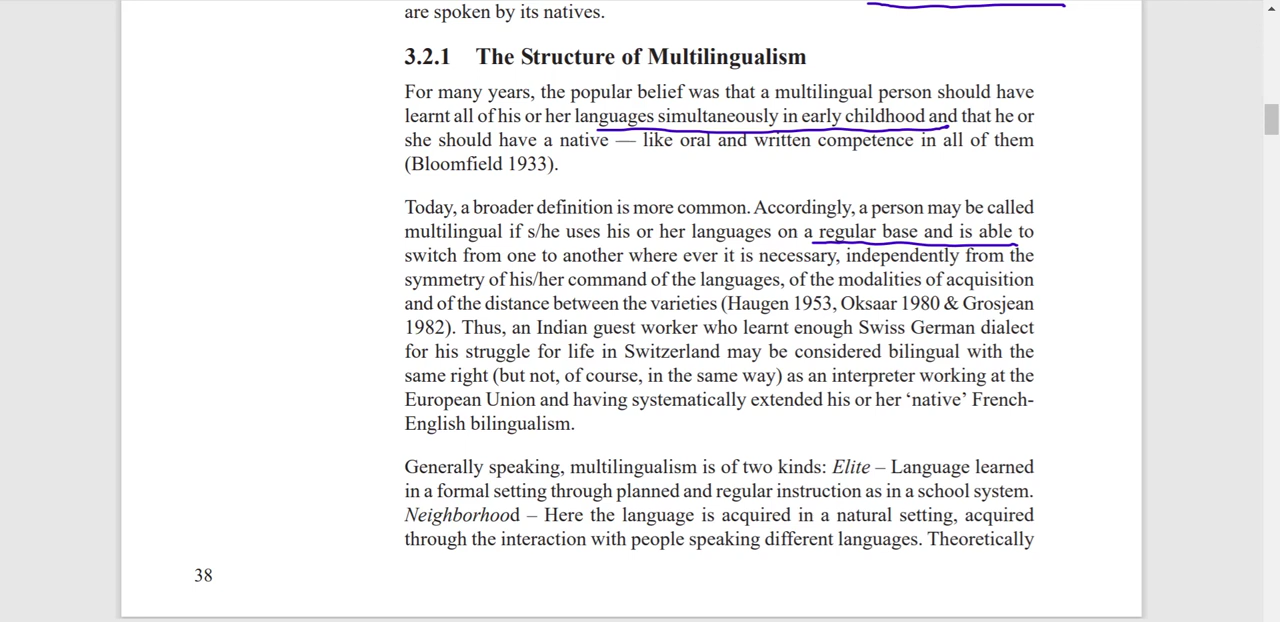 are spoken by its natives.
3.2.1 The Structure of Multilingualism
For many years, the popular belief was that a multilingual person should have
learnt all of his or her languages simultaneously in early childhood and that he or
she should have a native — like oral and written competence in all of them
(Bloomfield 1933).
Today, a broader definition is more common. Accordingly, a person may be called
multilingual if s/he uses his or her languages on a regular base and is able to
switch from one to another where ever it is necessary, independently from the
symmetry of his/her command of the languages, of the modalities of acquisition
and of the distance between the varieties (Haugen 1953, Oksaar 1980 & Grosjean
1982). Thus, an Indian guest worker who learnt enough Swiss German dialect
for his struggle for life in Switzerland may be considered bilingual with the
same right (but not, of course, in the same way) as an interpreter working at the
European Union and having systematically extended his or her ‘native’ French-
English bilingualism.
Generally speaking, multilingualism is of two kinds: Elite – Language learned
in a formal setting through planned and regular instruction as in a school system.
Neighborhood – Here the language is acquired in a natural setting, acquired
through the interaction with people speaking different languages. Theoretically
38